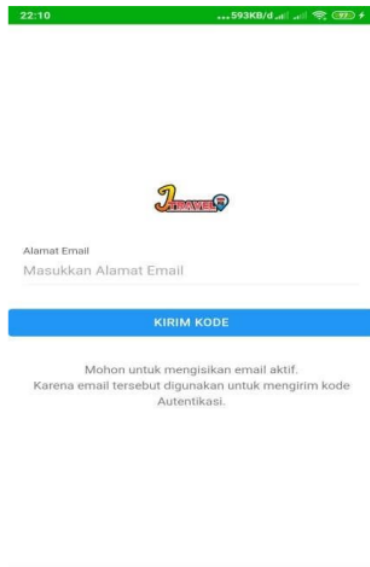 22:10 ...593KB/d 97
JTRAVEL
Alamat Email
Masukkan Alamat Email
KIRIM KODE
Mohon untuk mengisikan email aktif.
Karena email tersebut digunakan untuk mengirim kode
Autentikasi.